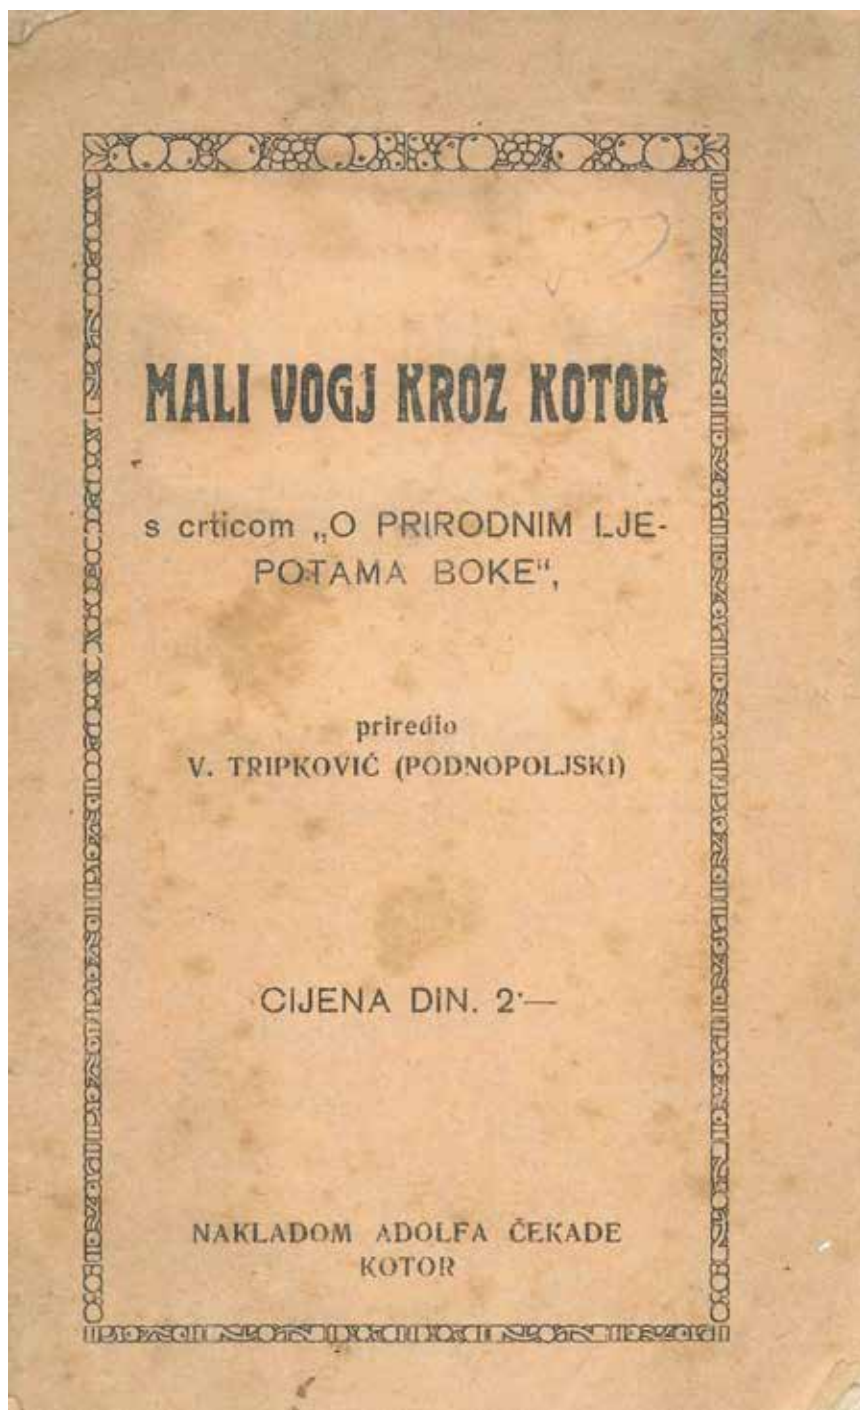 MALI VOGJ KROZ KOTOR
s crticom „O PRIRODNIM LJE-
POTAMA BOKE“,
priredio
V. TRIPKOVIĆ (PODNOPOLJSKI)
CIJENA DIN. 2·—
NAKLADOM ADOLFA ČEKADE
KOTOR